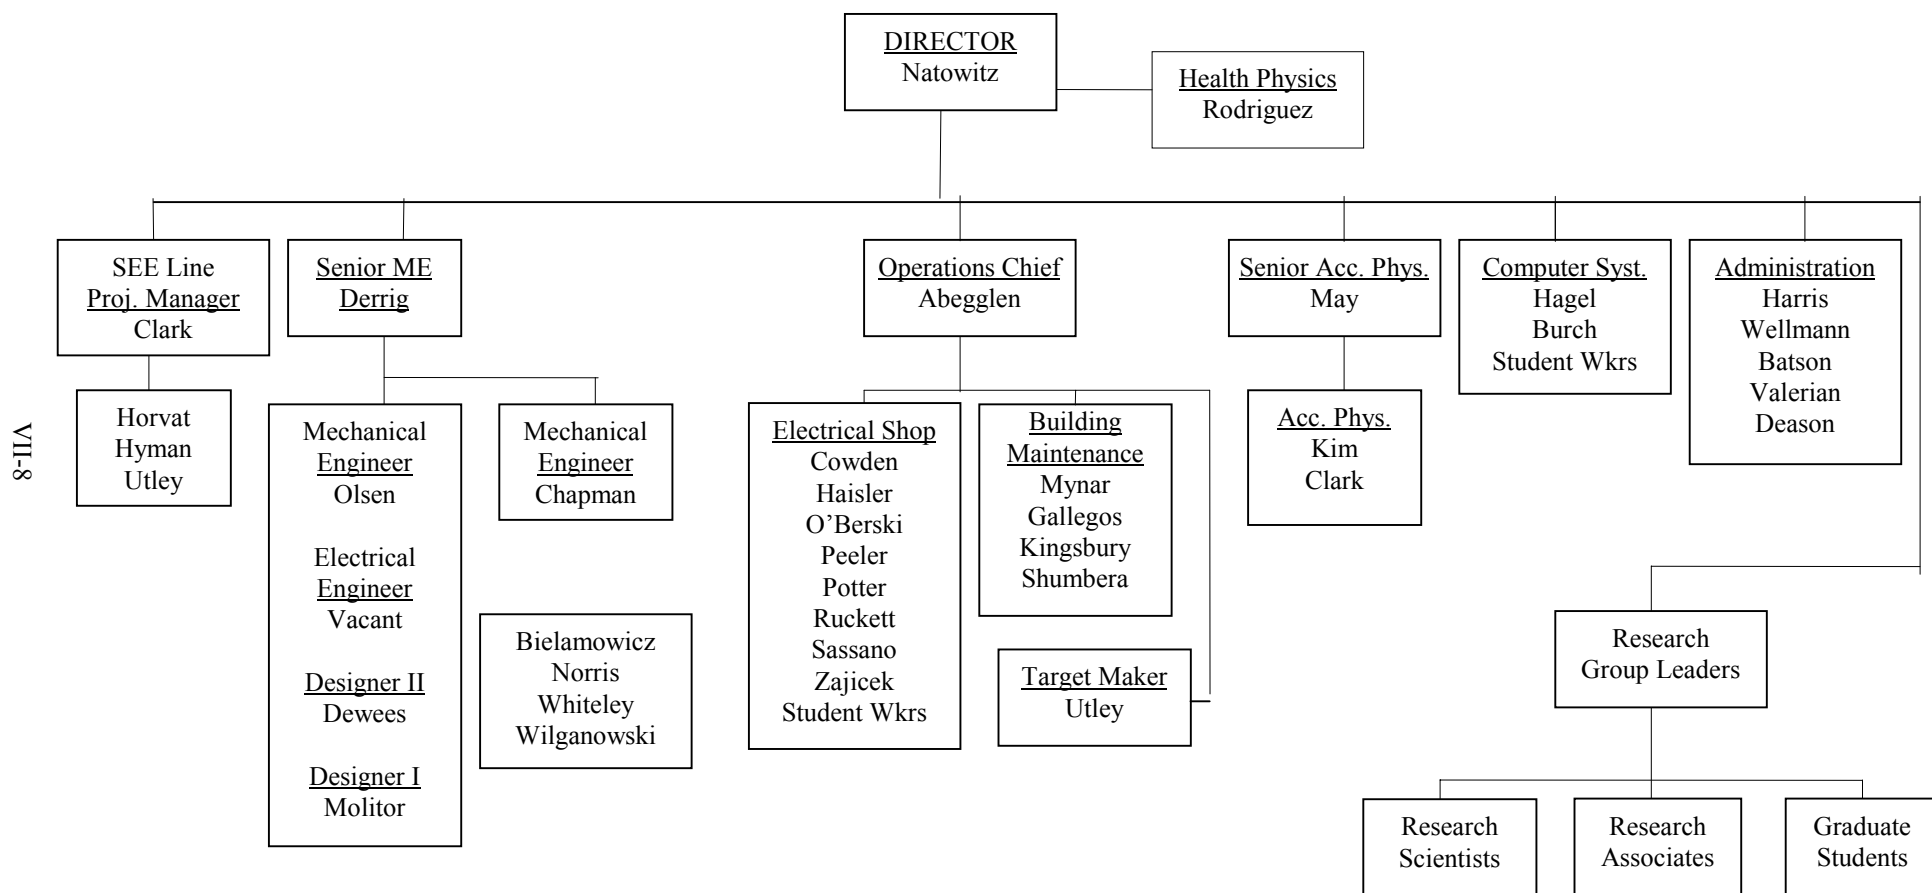 DIRECTOR
Natowitz
Health Physics
Rodriguez
SEE Line
Proj. Manager
Clark
Horvat
Hyman
Utley
Senior ME
Derrig
Mechanical
Engineer
Olsen
Electrical
Engineer
Vacant
Designer II
Dewees
Designer I
Molitor
Mechanical
Engineer
Chapman
Bielamowicz
Norris
Whiteley
Wilganowski
Operations Chief
Abegglen
Electrical Shop
Cowden
Haisler
O’Berski
Peeler
Potter
Ruckett
Sassano
Zajicek
Student Wkrs
Building
Maintenance
Mynar
Gallegos
Kingsbury
Shumbera
Target Maker
Utley
Senior Acc. Phys.
May
Acc. Phys.
Kim
Clark
Computer Syst.
Hagel
Burch
Student Wkrs
Administration
Harris
Wellmann
Batson
Valerian
Deason
Research
Group Leaders
Research
Scientists
Research
Associates
Graduate
Students
VII-8